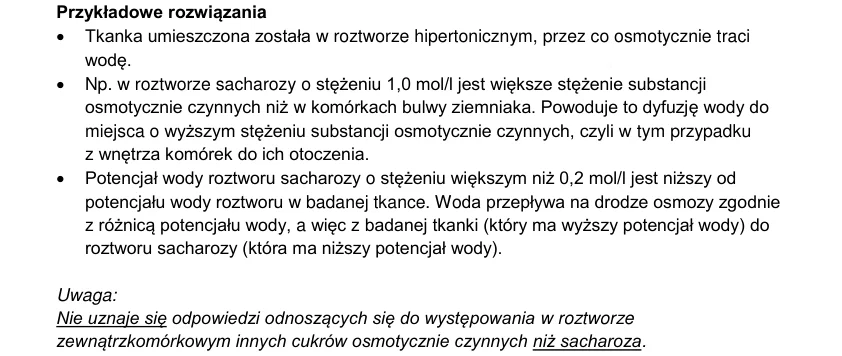 Przykładowe rozwiązania
• Tkanka umieszczona została w roztworze hipertonicznym, przez co osmotycznie traci
wodę.
• Np. w roztworze sacharozy o stężeniu 1,0 mol/l jest większe stężenie substancji
osmotycznie czynnych niż w komórkach bulwy ziemniaka. Powoduje to dyfuzję wody do
miejsca o wyższym stężeniu substancji osmotycznie czynnych, czyli w tym przypadku
z wnętrza komórek do ich otoczenia.
• Potencjał wody roztworu sacharozy o stężeniu większym niż 0,2 mol/l jest niższy od
potencjału wody roztworu w badanej tkance. Woda przepływa na drodze osmozy zgodnie
z różnicą potencjału wody, a więc z badanej tkanki (który ma wyższy potencjał wody) do
roztworu sacharozy (która ma niższy potencjał wody).
Uwaga:
Nie uznaje się odpowiedzi odnoszących się do występowania w roztworze
zewnątrzkomórkowym innych cukrów osmotycznie czynnych niż sacharoza.